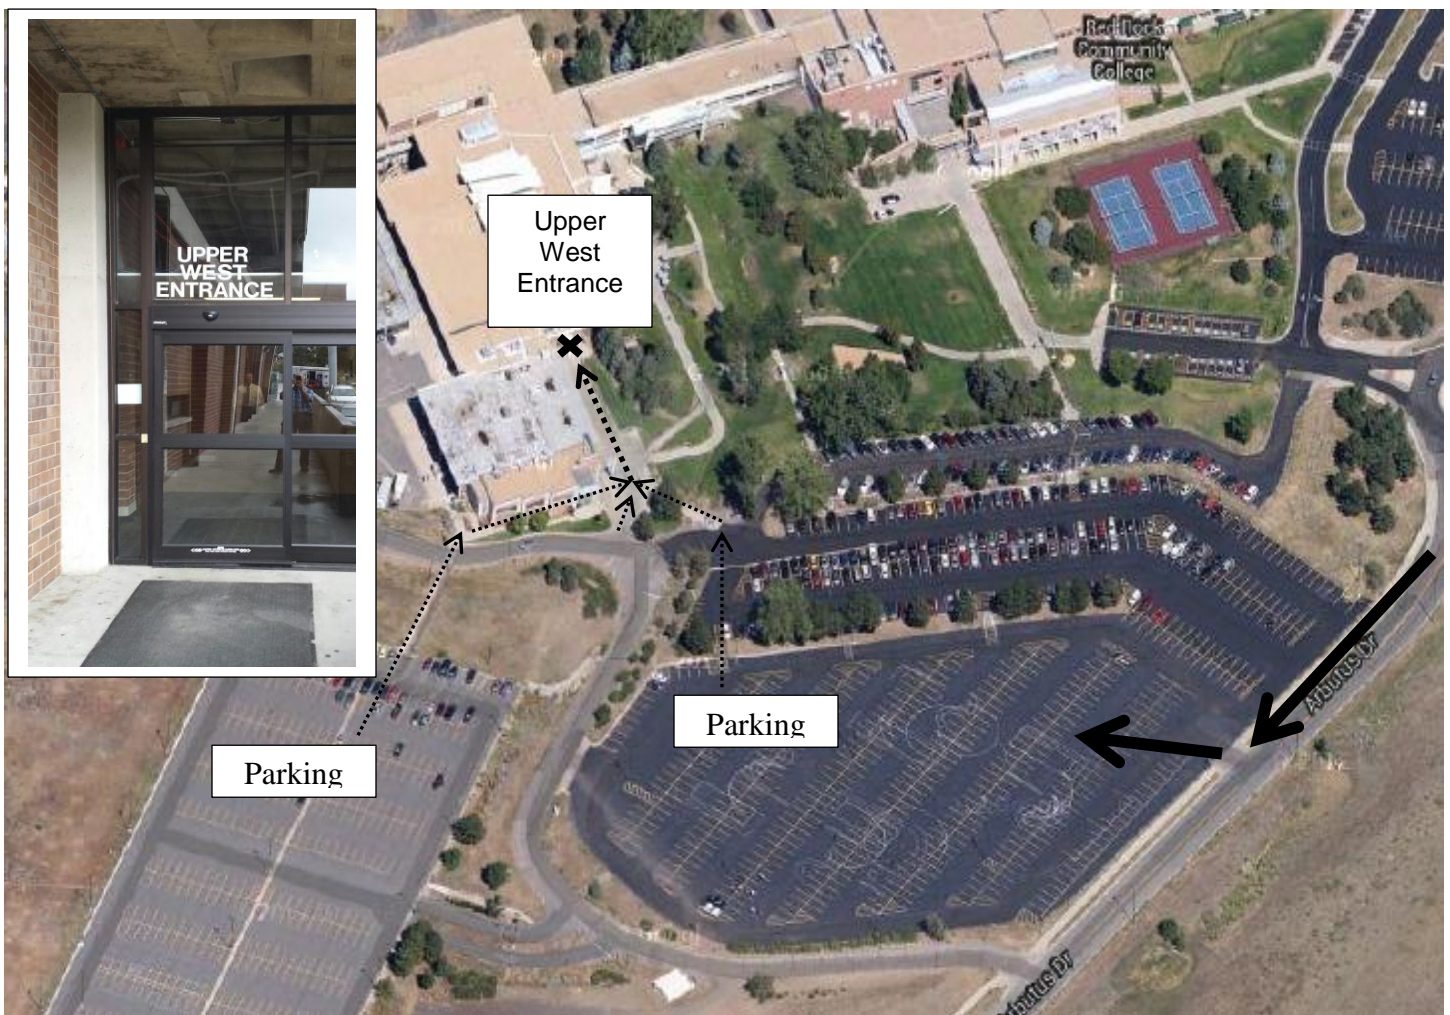 UPPER
WEST
ENTRANCE
Red Rocks
Community
College
Upper
West
Entrance
Parking
Parking
Arbutus Dr
Arbutus Dr